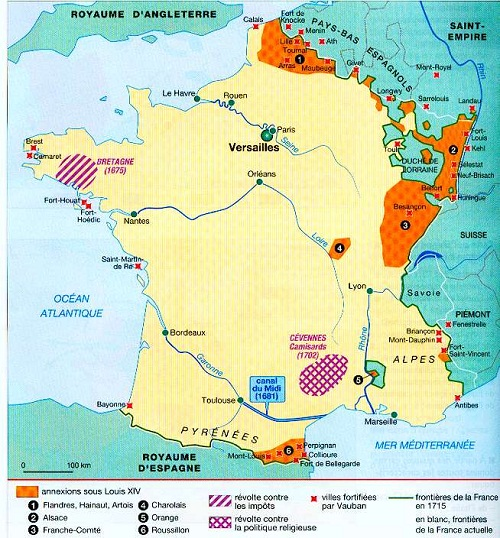 ROYAUME D'ANGLETERRE
SAINT-
EMPIRE
PAYS-BAS ESPAGNOLS
Calais
Fort de
Knocke
Menin
Lille
Ath
Tournai
1
Arras
Maubeuge
Givet
Mont-Royal
Rhin
Longwy
Sarrelouis
Landau
Le Havre
Rouen
Paris
Seine
Versailles
Toul
DUCHÉ DE
LORRAINE
Fort-
Louis
Kehl
2
Sélestat
Neuf-Brisach
Belfort
Huningue
Brest
Camaret
BRETAGNE
(1675)
Orléans
Fort-Houat
Fort-
Hoëdic
Nantes
Besançon
3
SUISSE
Loire
4
Saint-Martin-
de Ré
OCÉAN
ATLANTIQUE
Lyon
Savoie
PIÉMONT
Fenestrelle
Briançon
Mont-Dauphin
Fort-
Saint-Vincent
ALPES
Bordeaux
Garonne
CÉVENNES
Camisards
(1702)
Rhône
5
canal
du Midi
(1681)
Toulouse
Bayonne
Antibes
Marseille
PYRÉNÉES
MER MÉDITERRANÉE
ROYAUME
D'ESPAGNE
Perpignan
Mont-Louis
6
Collioure
Fort de Bellegarde
0 100 km
annexions sous Louis XIV
1 Flandres, Hainaut, Artois
2 Alsace
3 Franche-Comté
4 Charolais
5 Orange
6 Roussillon
révolte contre
les impôts
révolte contre
la politique religieuse
villes fortifiées
par Vauban
frontières de la France
en 1715
en blanc, frontières
de la France actuelle